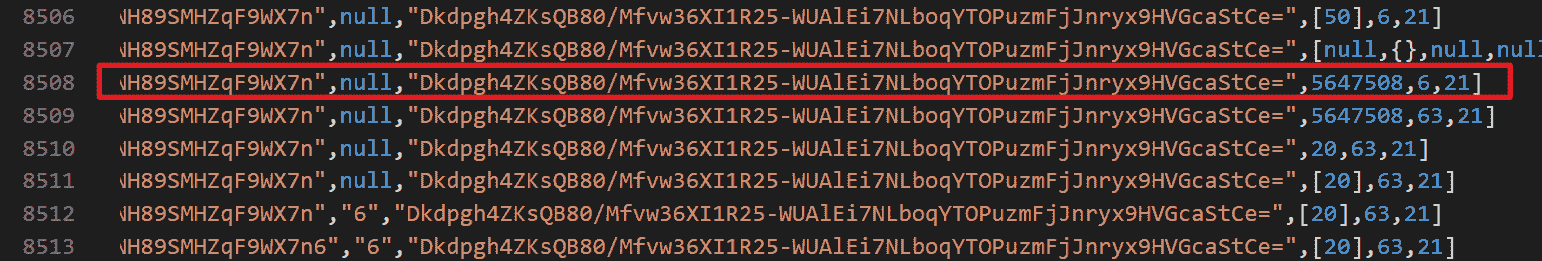 8506 NH89SMHZqF9WX7n",null,"Dkdpgh4ZKsQB80/Mfvw36XI1R25-WUAlEi7NLboqYTOPuzmFjJnryx9HVGcaStCe=",[50],6,21]
8507 NH89SMHZqF9WX7n",null,"Dkdpgh4ZKsQB80/Mfvw36XI1R25-WUAlEi7NLboqYTOPuzmFjJnryx9HVGcaStCe=",[null,{},null,null
8508 NH89SMHZqF9WX7n",null,"Dkdpgh4ZKsQB80/Mfvw36XI1R25-WUAlEi7NLboqYTOPuzmFjJnryx9HVGcaStCe=",5647508,6,21]
8509 NH89SMHZqF9WX7n",null,"Dkdpgh4ZKsQB80/Mfvw36XI1R25-WUAlEi7NLboqYTOPuzmFjJnryx9HVGcaStCe=",5647508,63,21]
8510 NH89SMHZqF9WX7n",null,"Dkdpgh4ZKsQB80/Mfvw36XI1R25-WUAlEi7NLboqYTOPuzmFjJnryx9HVGcaStCe=",20,63,21]
8511 NH89SMHZqF9WX7n",null,"Dkdpgh4ZKsQB80/Mfvw36XI1R25-WUAlEi7NLboqYTOPuzmFjJnryx9HVGcaStCe=",[20],63,21]
8512 NH89SMHZqF9WX7n","6","Dkdpgh4ZKsQB80/Mfvw36XI1R25-WUAlEi7NLboqYTOPuzmFjJnryx9HVGcaStCe=",[20],63,21]
8513 NH89SMHZqF9WX7n6","6","Dkdpgh4ZKsQB80/Mfvw36XI1R25-WUAlEi7NLboqYTOPuzmFjJnryx9HVGcaStCe=",[20],63,21]